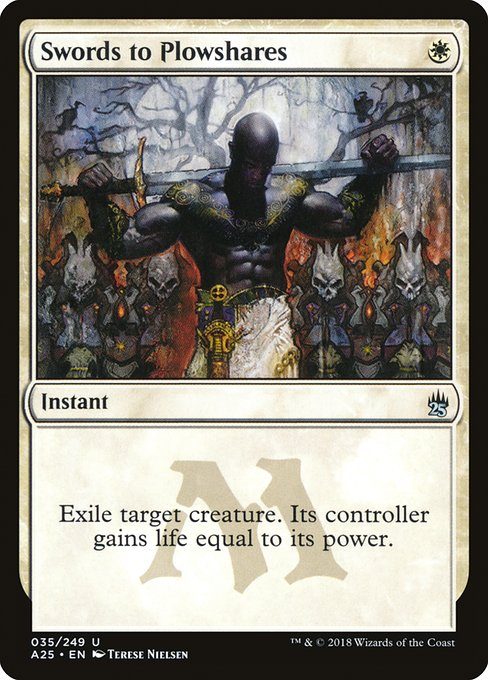 Swords to Plowshares
Instant
25
M
Exile target creature. Its controller
gains life equal to its power.
035/249 U
A25 • EN Terese Nielsen
™ & © 2018 Wizards of the Coast